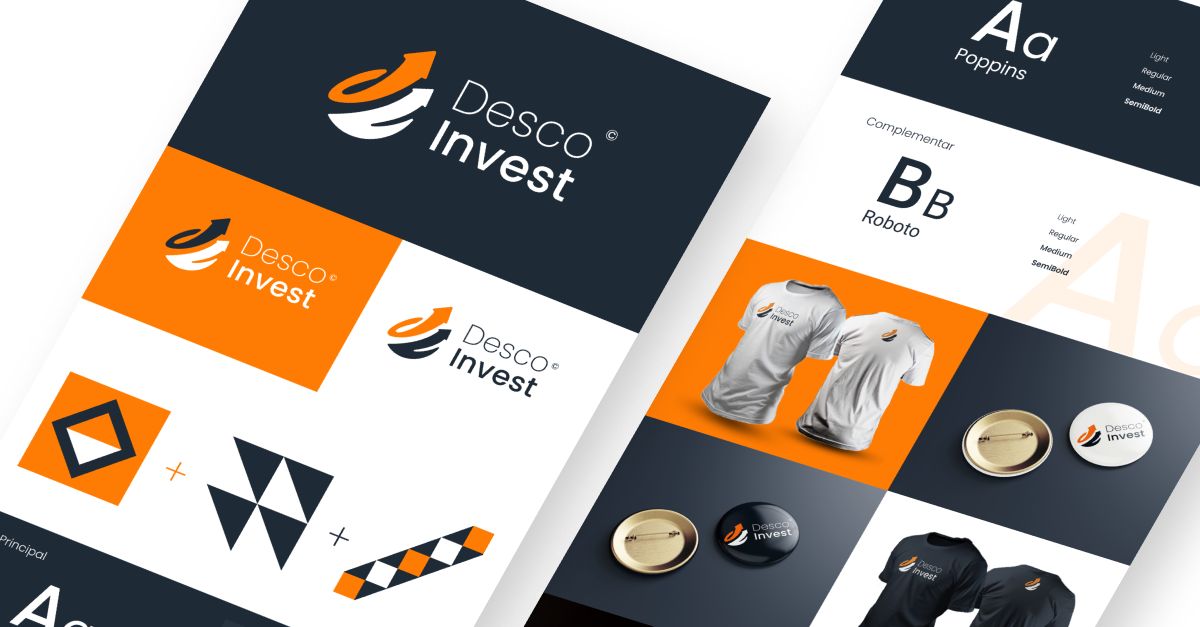 Desco
Invest
©
Desco
Invest
©
Desco
Invest
©
+
+
Principal
Aa
Aa
Poppins
Light
Regular
Medium
SemiBold
Complementar
BB
Roboto
Light
Regular
Medium
SemiBold
Aa
Desco
Invest
Desco
Invest
Desco
Invest
Desco
Invest